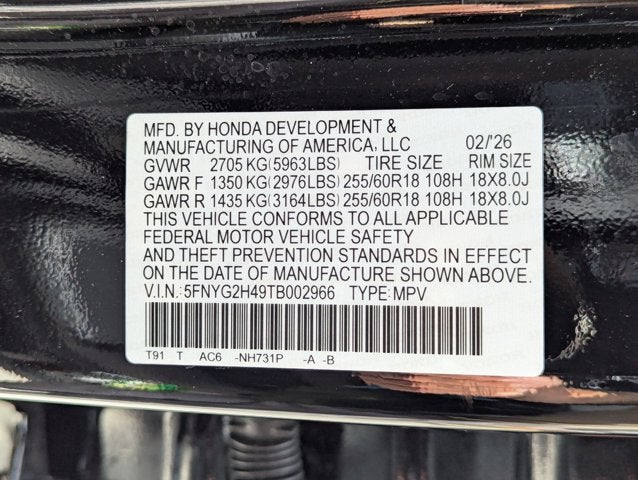 MFD. BY HONDA DEVELOPMENT &
MANUFACTURING OF AMERICA, LLC 02/'26
GVWR 2705 KG(5963LBS) TIRE SIZE RIM SIZE
GAWR F 1350 KG(2976LBS) 255/60R18 108H 18X8.0J
GAWR R 1435 KG(3164LBS) 255/60R18 108H 18X8.0J
THIS VEHICLE CONFORMS TO ALL APPLICABLE
FEDERAL MOTOR VEHICLE SAFETY
AND THEFT PREVENTION STANDARDS IN EFFECT
ON THE DATE OF MANUFACTURE SHOWN ABOVE.
V.I.N.:5FNYG2H49TB002966 TYPE:MPV
T91 T AC6 -NH731P -A -B